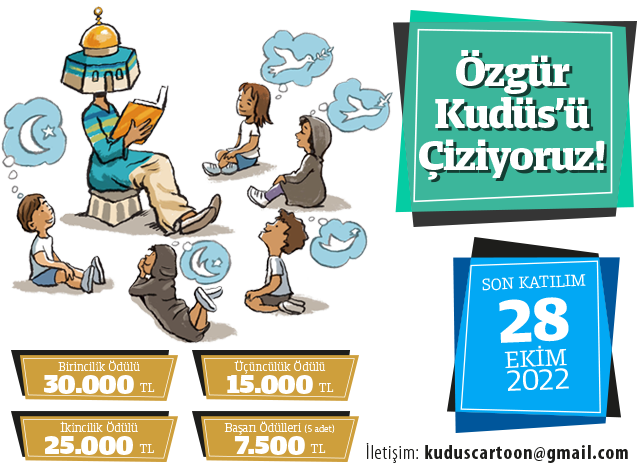 Özgür
Kudüs'ü
Çiziyoruz!
SON KATILIM
28
EKİM
2022
Birincilik Ödülü
30.000 TL
Üçüncülük Ödülü
15.000 TL
İkincilik Ödülü
25.000 TL
Başarı Ödülleri (5 adet)
7.500 TL
İletişim: kuduscartoon@gmail.com